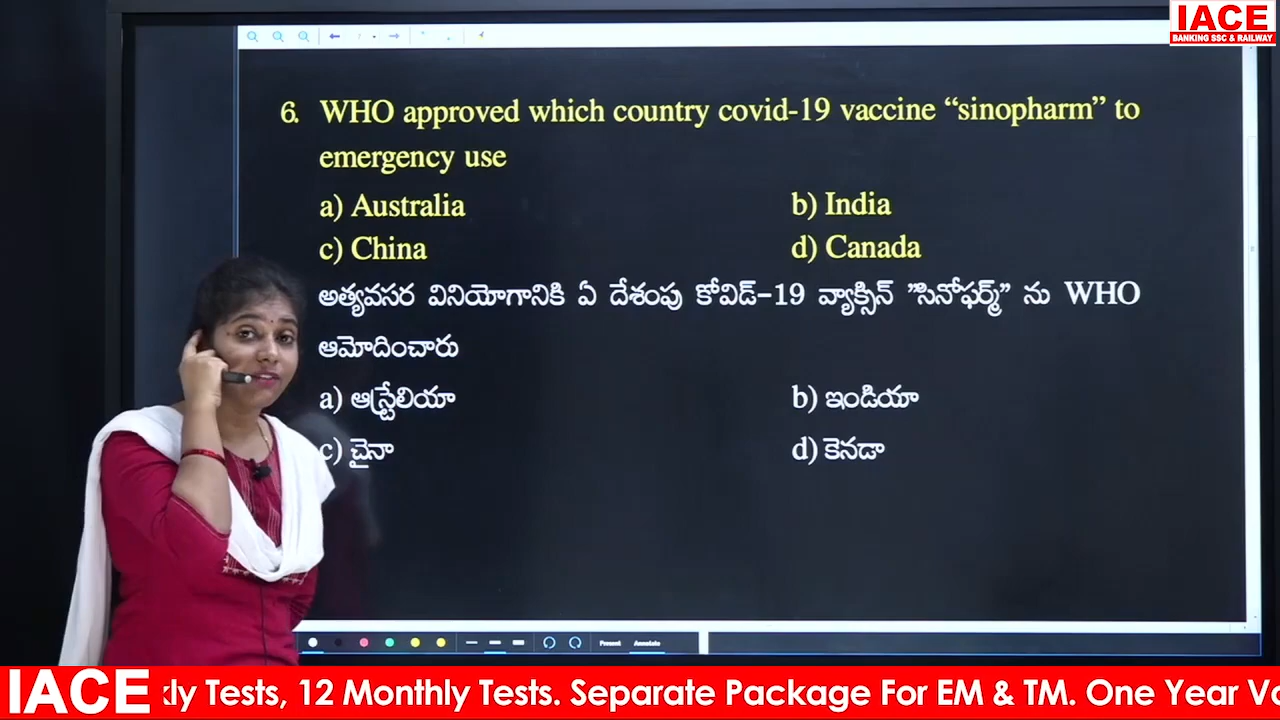 IACE
BANKING SSC & RAILWAY
6. WHO approved which country covid-19 vaccine “sinopharm” to
emergency use
a) Australia b) India
c) China d) Canada
అత్యవసర వినియోగానికి ఏ దేశంపు కోవిడ్-19 వ్యాక్సిన్ ”సినోఫర్మ్” ను WHO
ఆమోదించారు
a) ఆస్ట్రేలియా b) ఇండియా
c) చైనా d) కెనడా
Present Annotate
IACE
dy Tests, 12 Monthly Tests. Separate Package For EM & TM. One Year